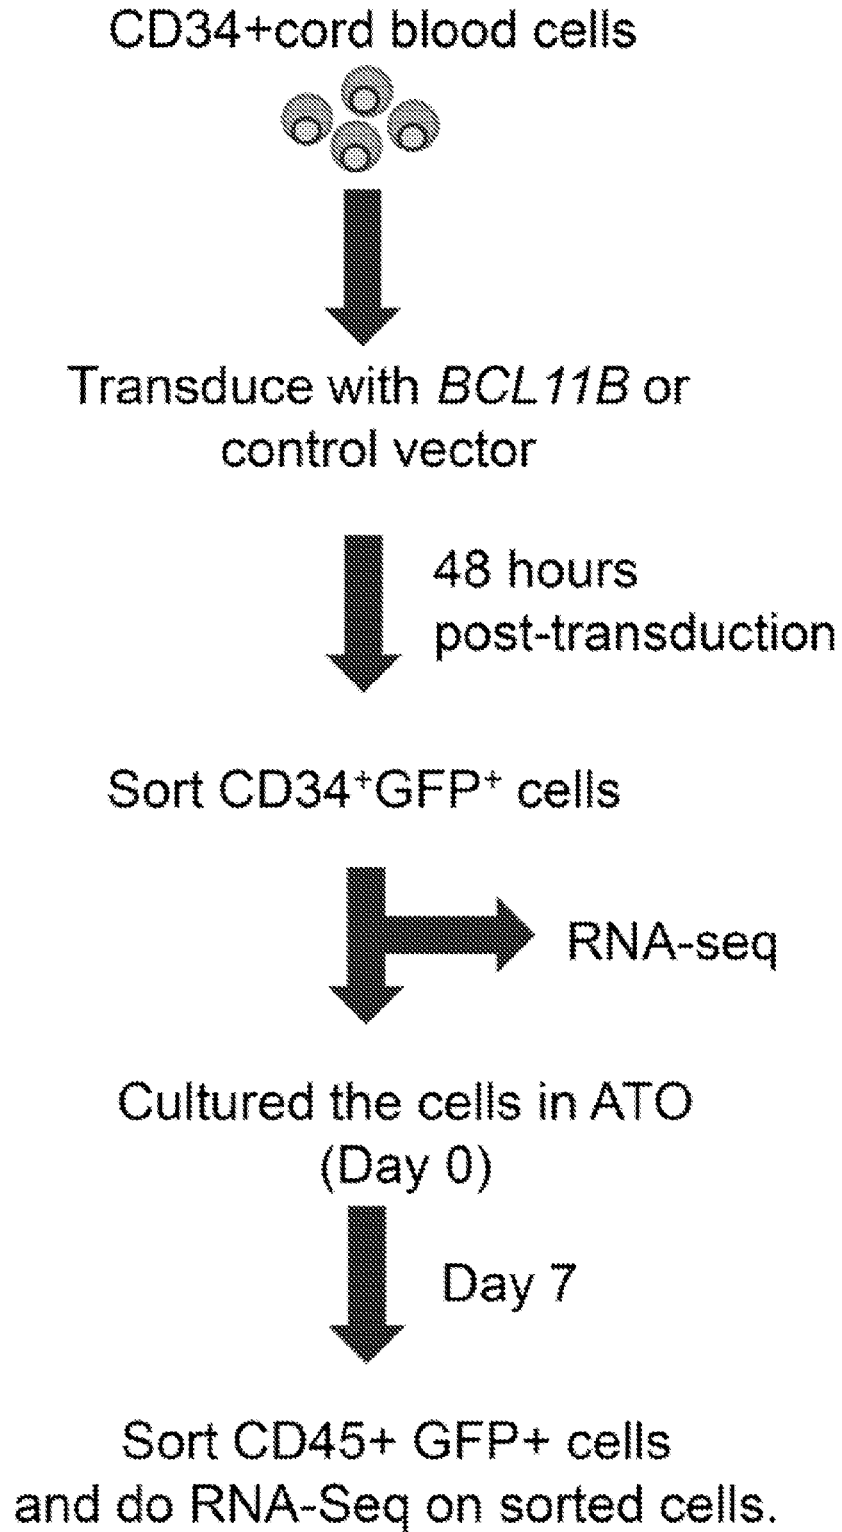 CD34+cord blood cells
Transduce with BCL11B or
control vector
48 hours
post-transduction
Sort CD34⁺GFP⁺ cells
RNA-seq
Cultured the cells in ATO
(Day 0)
Day 7
Sort CD45+ GFP+ cells
and do RNA-Seq on sorted cells.